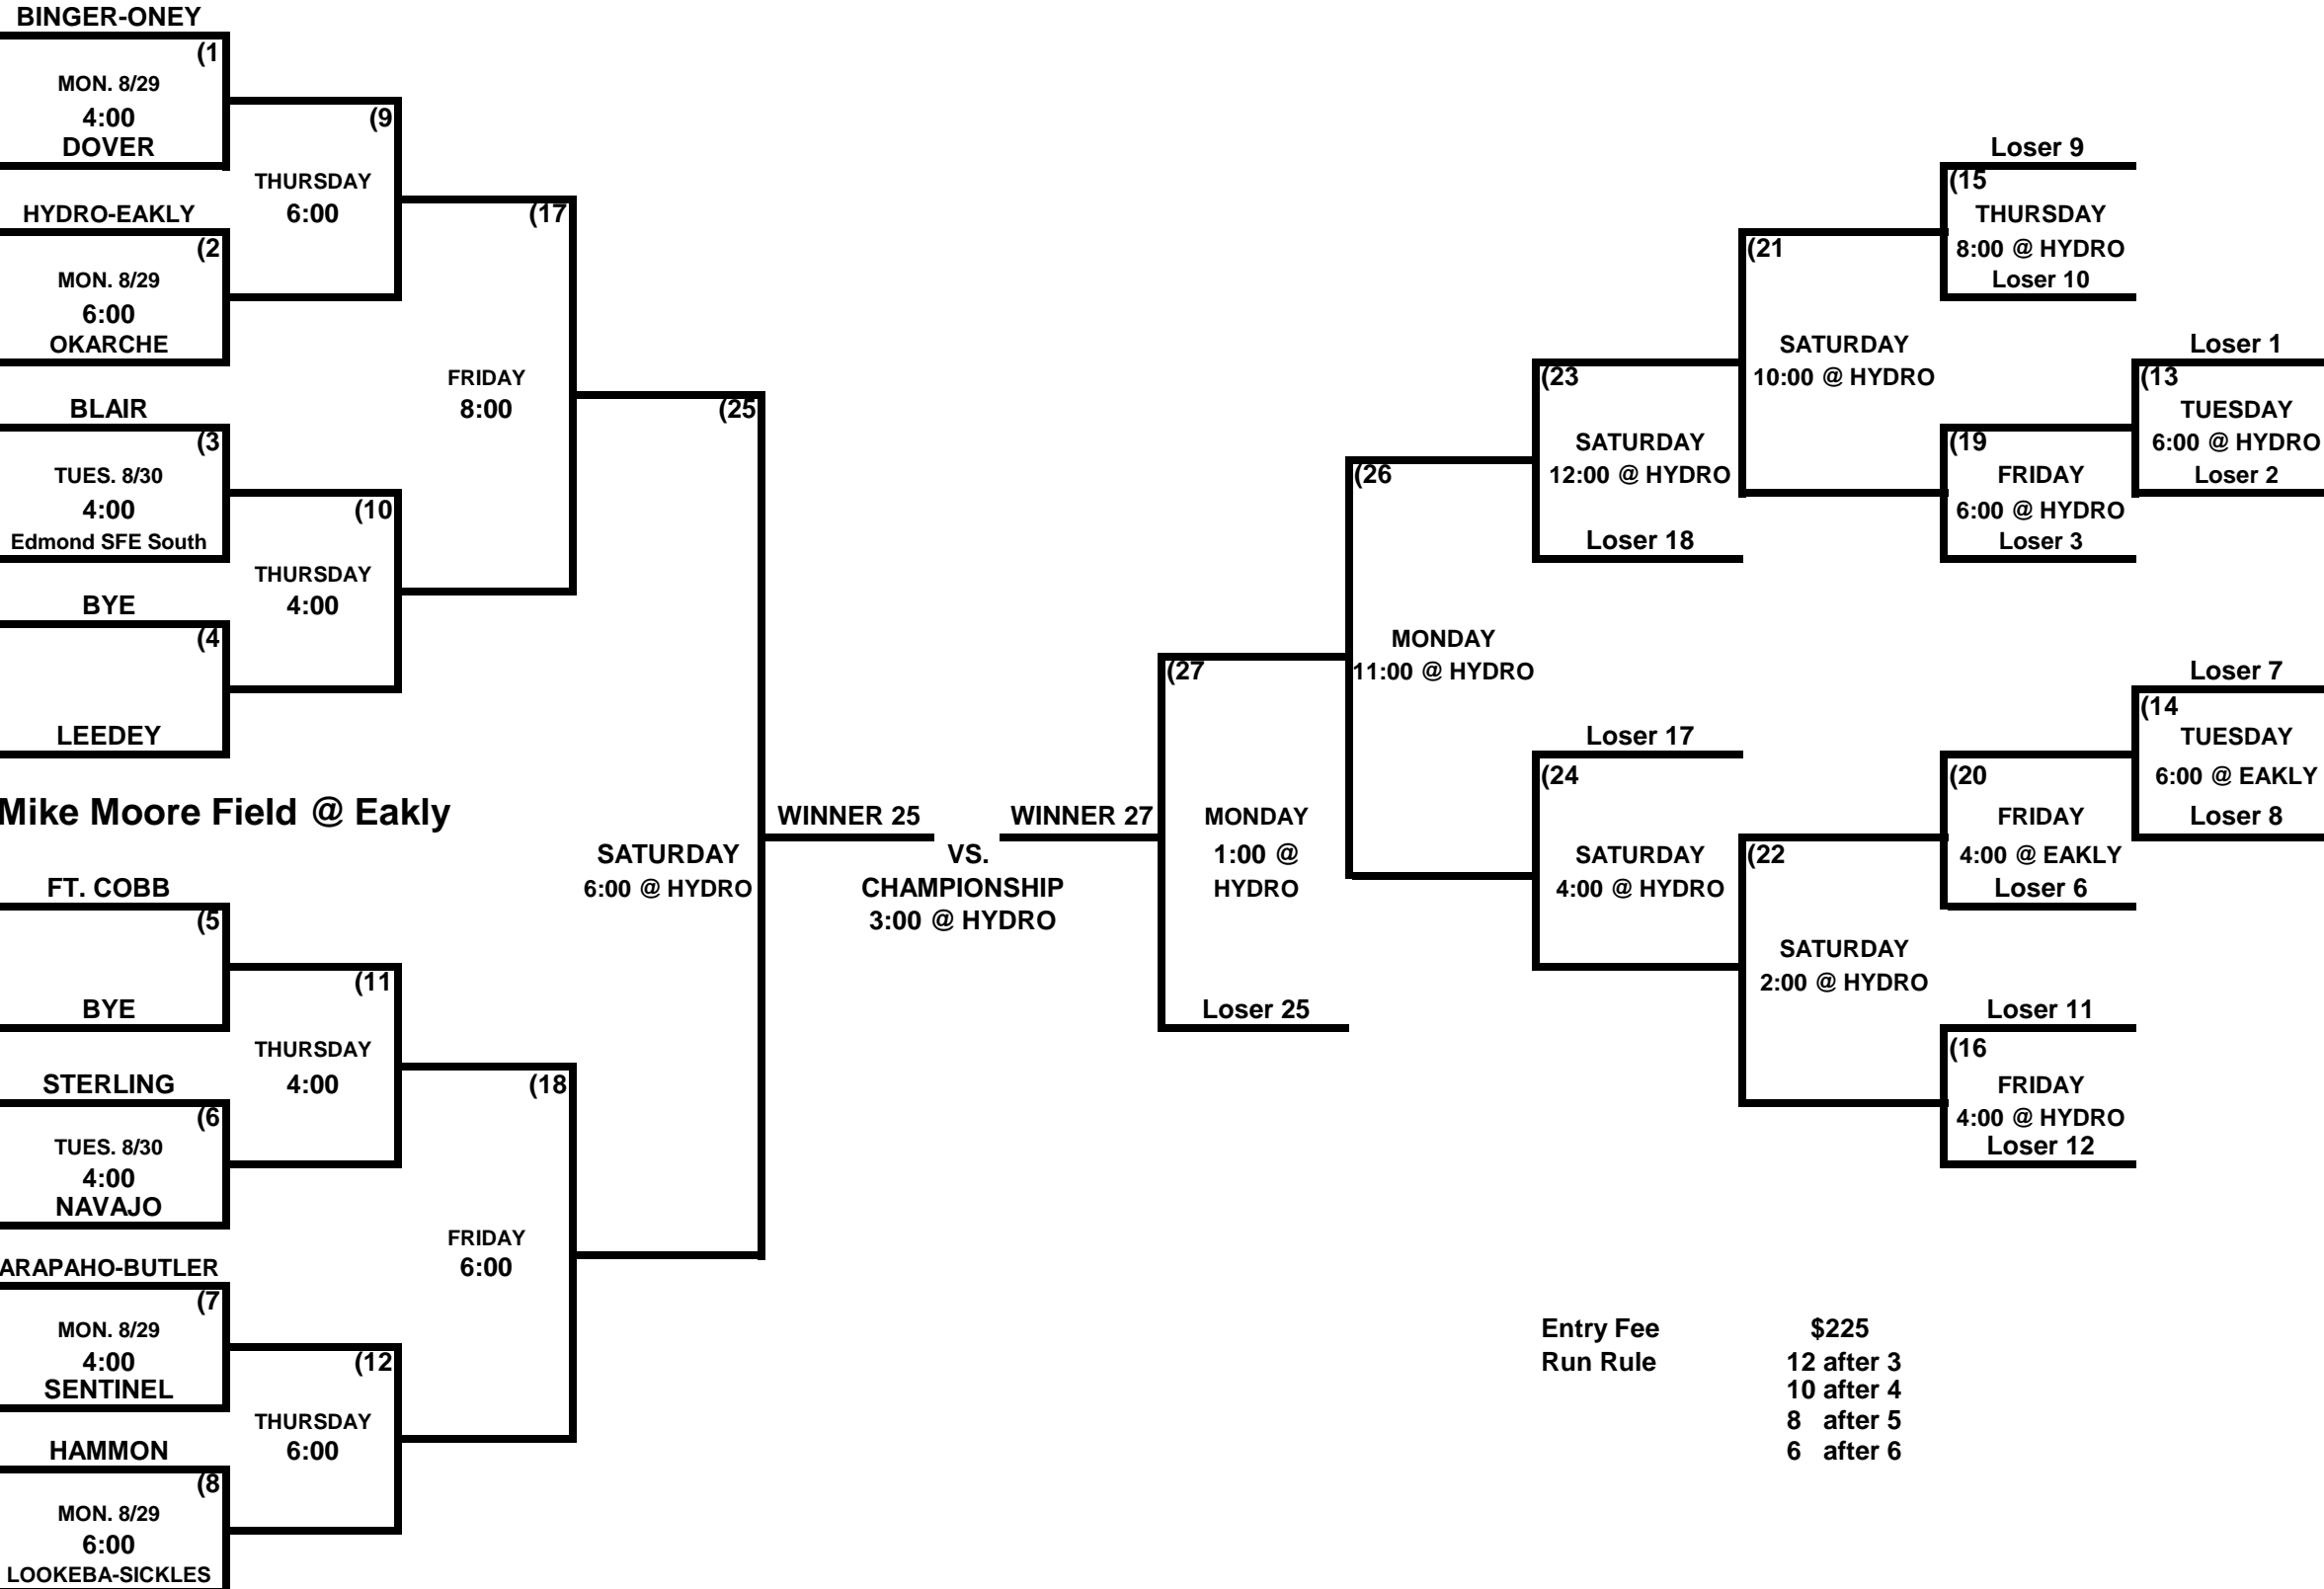 BINGER-ONEY
(1
MON. 8/29
4:00
DOVER
(9
THURSDAY
6:00
HYDRO-EAKLY
(2
MON. 8/29
6:00
OKARCHE
(17
FRIDAY
8:00
BLAIR
(3
TUES. 8/30
4:00
Edmond SFE South
(10
THURSDAY
4:00
BYE
(4
LEEDEY
(25
SATURDAY
6:00 @ HYDRO
Mike Moore Field @ Eakly
FT. COBB
(5
BYE
(11
THURSDAY
4:00
STERLING
(6
TUES. 8/30
4:00
NAVAJO
(18
FRIDAY
6:00
ARAPAHO-BUTLER
(7
MON. 8/29
4:00
SENTINEL
(12
THURSDAY
6:00
HAMMON
(8
MON. 8/29
6:00
LOOKEBA-SICKLES
WINNER 25
VS.
CHAMPIONSHIP
3:00 @ HYDRO
WINNER 27
(27
MONDAY
1:00 @
HYDRO
Loser 25
(26
MONDAY
11:00 @ HYDRO
(23
SATURDAY
12:00 @ HYDRO
Loser 18
Loser 17
(24
SATURDAY
4:00 @ HYDRO
(21
SATURDAY
10:00 @ HYDRO
(22
SATURDAY
2:00 @ HYDRO
Loser 9
(15
THURSDAY
8:00 @ HYDRO
Loser 10
(19
FRIDAY
6:00 @ HYDRO
Loser 3
(20
FRIDAY
4:00 @ EAKLY
Loser 6
Loser 11
(16
FRIDAY
4:00 @ HYDRO
Loser 12
Loser 1
(13
TUESDAY
6:00 @ HYDRO
Loser 2
Loser 7
(14
TUESDAY
6:00 @ EAKLY
Loser 8
Entry Fee $225
Run Rule 12 after 3
10 after 4
8 after 5
6 after 6